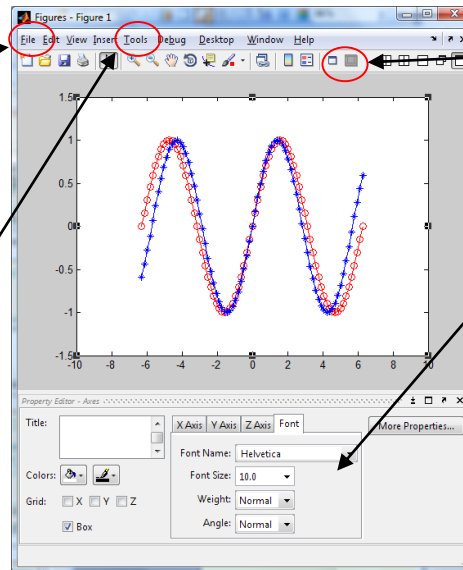 Figures - Figure 1
File Edit View Insert Tools Debug Desktop Window Help
1.5
1
0.5
0
-0.5
-1
-1.5
-10 -8 -6 -4 -2 0 2 4 6 8 10
Property Editor - Axes
Title:
X Axis Y Axis Z Axis Font
More Properties...
Font Name: Helvetica
Colors:
Font Size: 10.0
Grid: X Y Z
Weight: Normal
Box
Angle: Normal